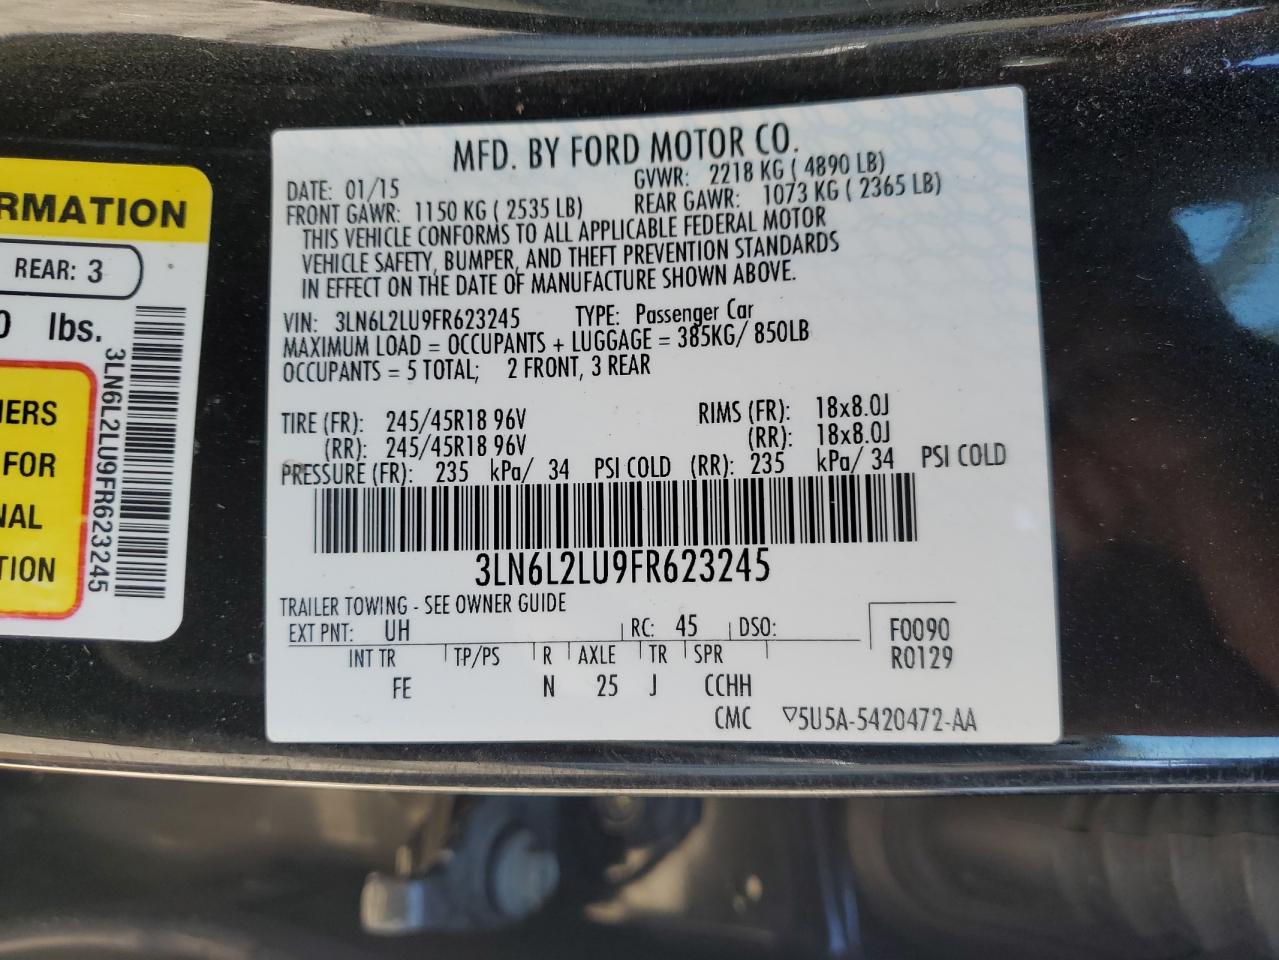 RMATION
REAR: 3
0 lbs.
3LN6L2LU9FR623245
NERS
FOR
NAL
TION
MFD. BY FORD MOTOR CO.
DATE: 01/15 GVWR: 2218 KG ( 4890 LB)
FRONT GAWR: 1150 KG ( 2535 LB) REAR GAWR: 1073 KG ( 2365 LB)
THIS VEHICLE CONFORMS TO ALL APPLICABLE FEDERAL MOTOR
VEHICLE SAFETY, BUMPER, AND THEFT PREVENTION STANDARDS
IN EFFECT ON THE DATE OF MANUFACTURE SHOWN ABOVE.
VIN: 3LN6L2LU9FR623245 TYPE: Passenger Car
MAXIMUM LOAD = OCCUPANTS + LUGGAGE = 385KG/ 850LB
OCCUPANTS = 5 TOTAL; 2 FRONT, 3 REAR
TIRE (FR): 245/45R18 96V RIMS (FR): 18x8.0J
(RR): 245/45R18 96V (RR): 18x8.0J
PRESSURE (FR): 235 kPa/ 34 PSI COLD (RR): 235 kPa/ 34 PSI COLD
3LN6L2LU9FR623245
TRAILER TOWING - SEE OWNER GUIDE
EXT PNT: UH RC: 45 DSO: F0090
INT TR TP/PS R AXLE TR SPR R0129
FE N 25 J CCHH
CMC ▽5U5A-5420472-AA